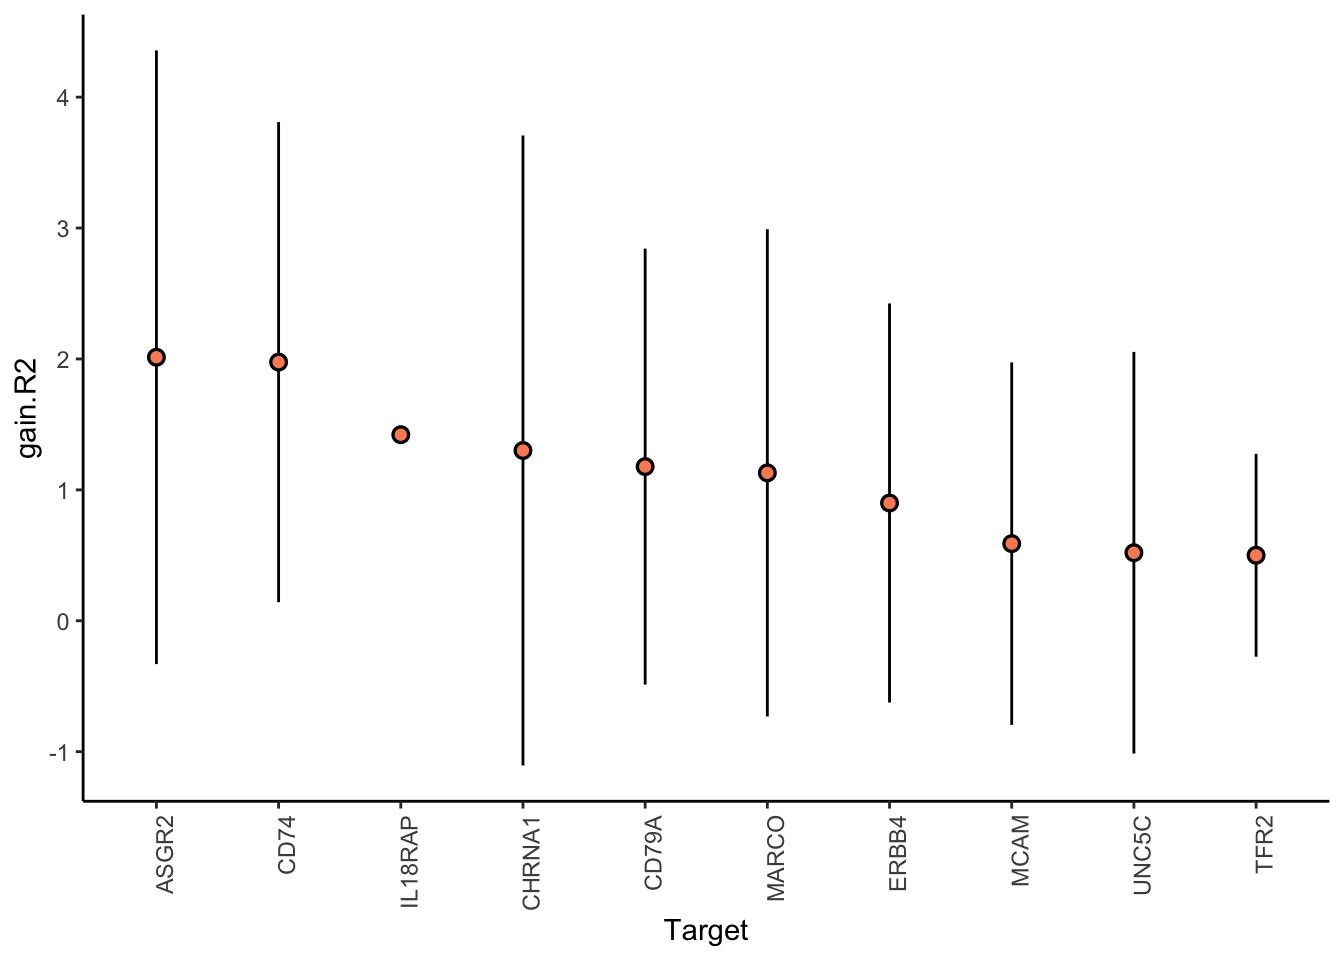 4
3
2
1
0
-1
gain.R2
ASGR2
CD74
IL18RAP
CHRNA1
CD79A
MARCO
ERBB4
MCAM
UNC5C
TFR2
Target